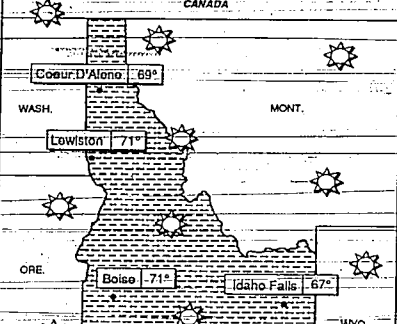 CANADA
Coeur D'Alene 69°
WASH.
MONT.
Lewiston 71°
ORE.
Boise 71°
Idaho Falls 67°
WYO